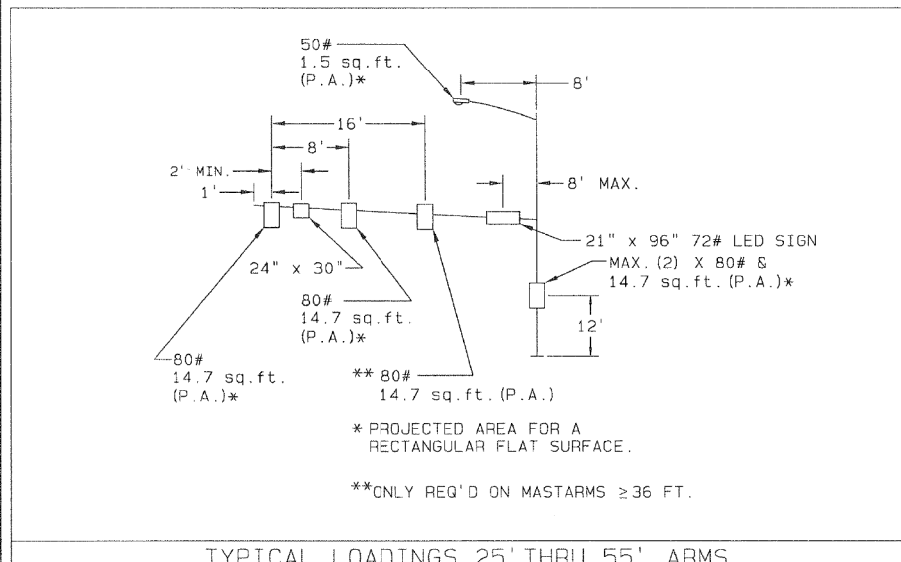 50#
1.5 sq.ft.
(P.A.)*
8'
16'
8'
2' MIN.
1'
8' MAX.
21" x 96" 72# LED SIGN
MAX. (2) X 80# &
14.7 sq.ft. (P.A.)*
24" x 30"
80#
14.7 sq.ft.
(P.A.)*
12'
80#
14.7 sq.ft.
(P.A.)*
** 80#
14.7 sq.ft. (P.A.)
* PROJECTED AREA FOR A
RECTANGULAR FLAT SURFACE.
**ONLY REQ'D ON MASTARMS ≥36 FT.
TYPICAL LOADINGS 25' THRU 55' ARMS